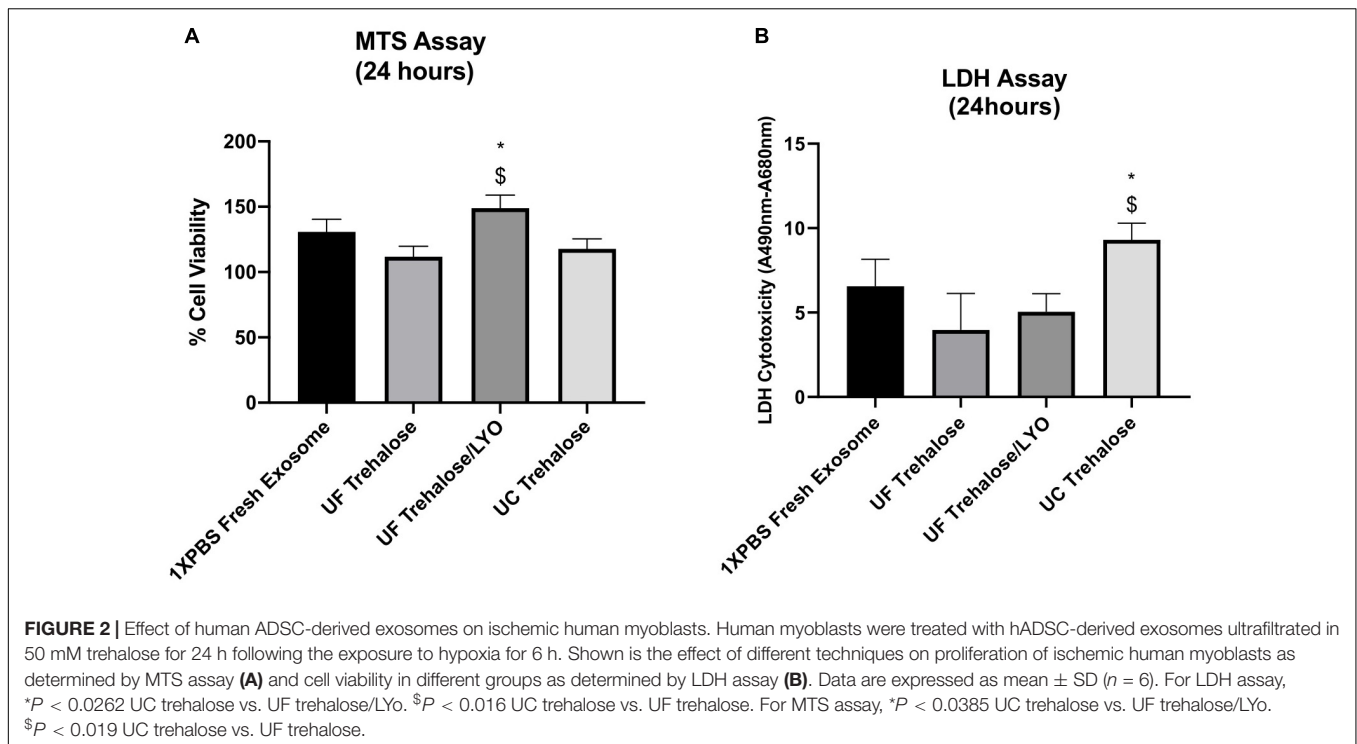 A
MTS Assay
(24 hours)
% Cell Viability
200
150
100
50
0
*
$
1XPBS Fresh Exosome
UF Trehalose
UF Trehalose/LYO
UC Trehalose
B
LDH Assay
(24hours)
LDH Cytotoxicity (A490nm-A680nm)
15
10
5
0
*
$
1XPBS Fresh Exosome
UF Trehalose
UF Trehalose/LYO
UC Trehalose
FIGURE 2 | Effect of human ADSC-derived exosomes on ischemic human myoblasts. Human myoblasts were treated with hADSC-derived exosomes ultrafiltrated in
50 mM trehalose for 24 h following the exposure to hypoxia for 6 h. Shown is the effect of different techniques on proliferation of ischemic human myoblasts as
determined by MTS assay (A) and cell viability in different groups as determined by LDH assay (B). Data are expressed as mean ± SD (n = 6). For LDH assay,
*P < 0.0262 UC trehalose vs. UF trehalose/Lyo. $P < 0.016 UC trehalose vs. UF trehalose. For MTS assay, *P < 0.0385 UC trehalose vs. UF trehalose/Lyo.
$P < 0.019 UC trehalose vs. UF trehalose.